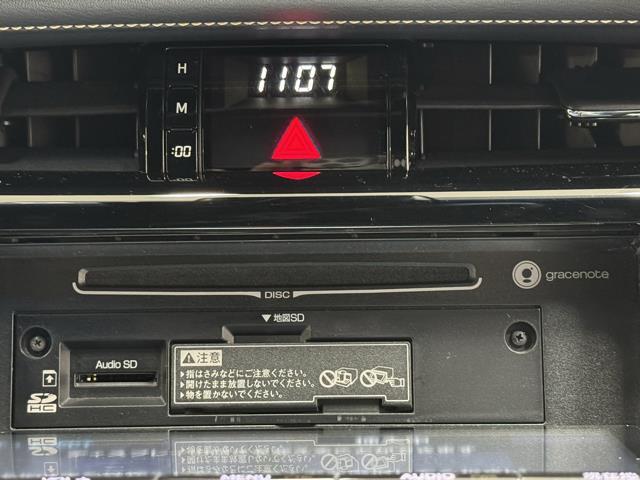 H
1107
M
:00
DISC
gracenote
▼地図SD
Audio SD
⚠注意
▶指はさみなどにご注意ください。
▶開けたまま放置しないでください。
▶物を置かないでください。
SD
HC
MENU
AUDIO